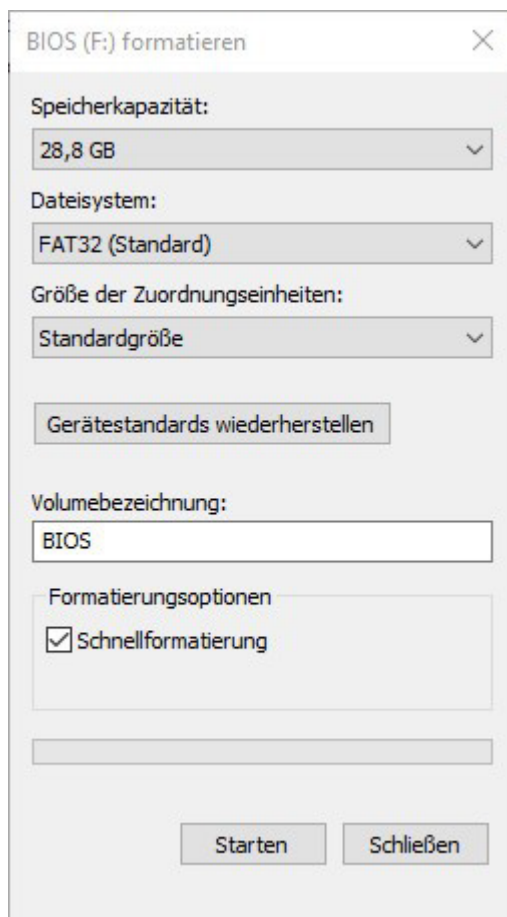 BIOS (F:) formatieren
Speicherkapazität:
28,8 GB
Dateisystem:
FAT32 (Standard)
Größe der Zuordnungseinheiten:
Standardgröße
Gerätestandards wiederherstellen
Volumebezeichnung:
BIOS
Formatierungsoptionen
Schnellformatierung
Starten
Schließen